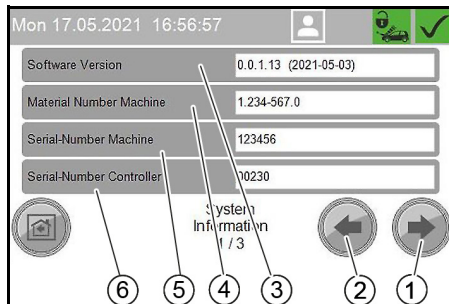 Mon 17.05.2021 16:56:57
Software Version 0.0.1.13 (2021-05-03)
Material Number Machine 1.234-567.0
Serial-Number Machine 123456
Serial-Number Controller 00230
System
Information
1 / 3
6 5 4 3 2 1